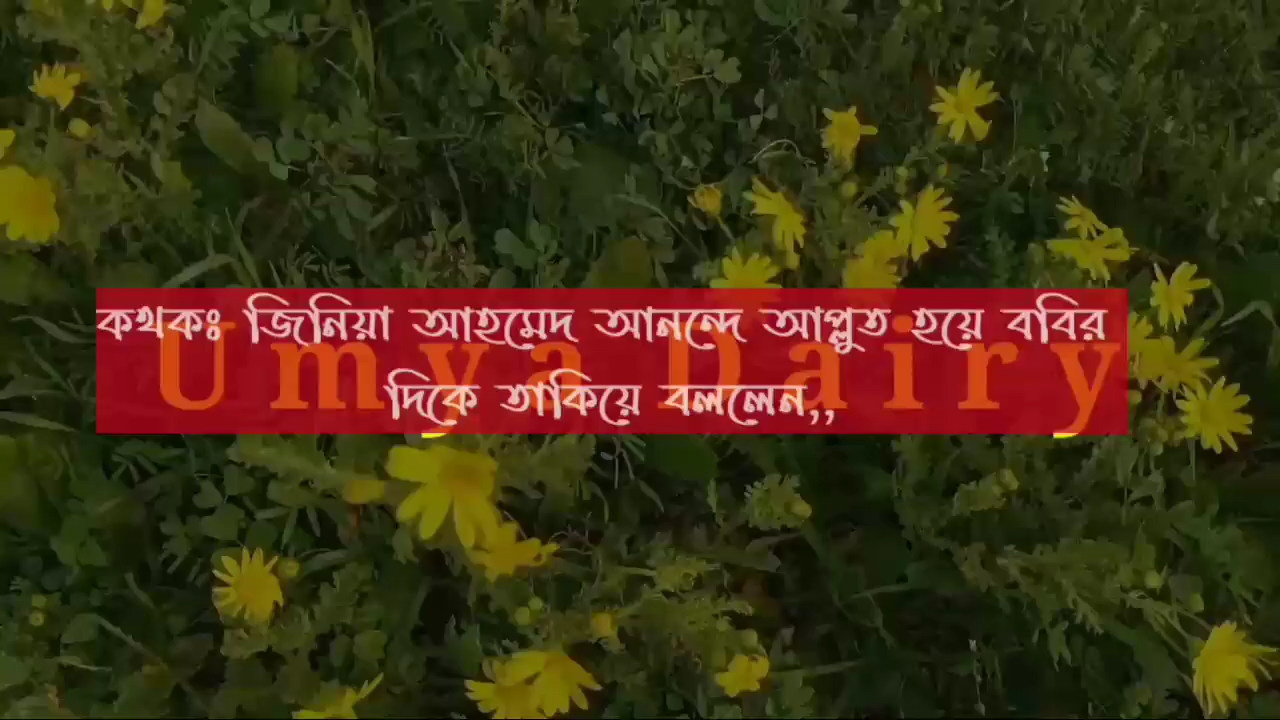 কথকঃ জিনিয়া আহমেদ আনন্দে আপ্লুত হয়ে ববির
দিকে তাকিয়ে বললেন,,
Umya Dairy